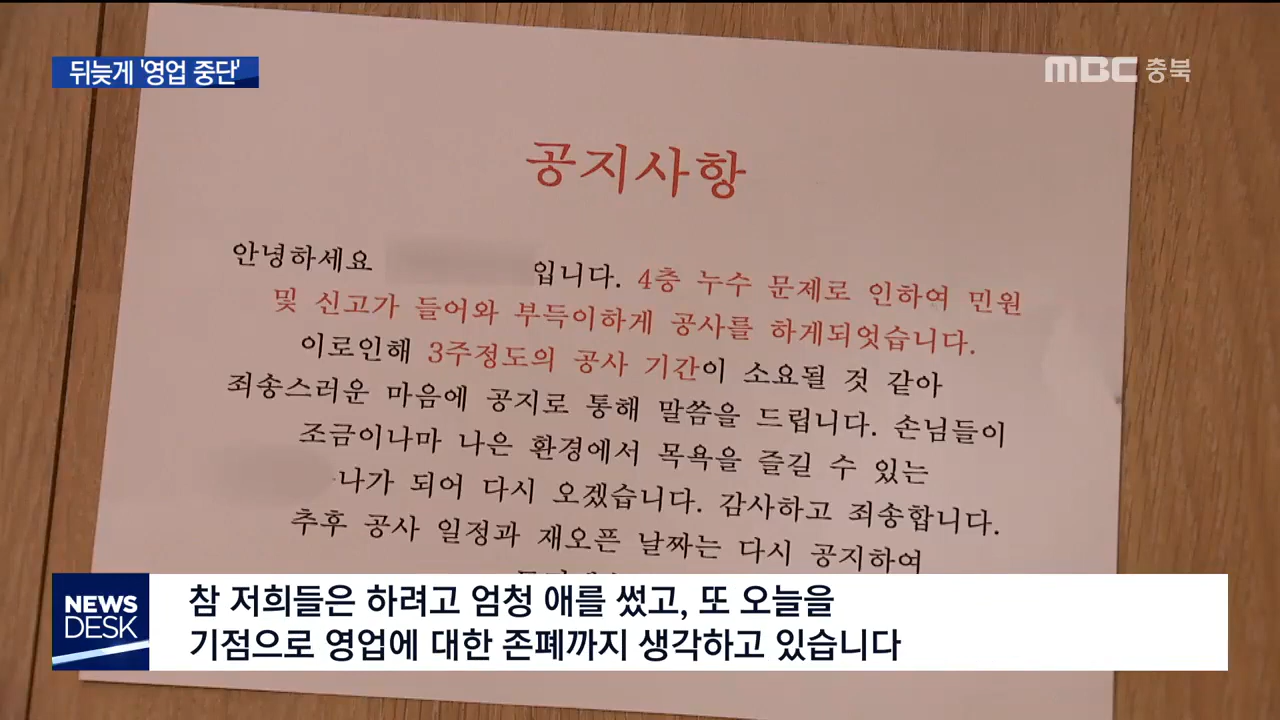 뒤늦게 '영업 중단'
MBC 충북
공지사항
안녕하세요 입니다. 4층 누수 문제로 인하여 민원
및 신고가 들어와 부득이하게 공사를 하게되엇습니다.
이로인해 3주정도의 공사 기간이 소요될 것 같아
죄송스러운 마음에 공지로 통해 말씀을 드립니다. 손님들이
조금이나마 나은 환경에서 목욕을 즐길 수 있는
나가 되어 다시 오겠습니다. 감사하고 죄송합니다.
추후 공사 일정과 재오픈 날짜는 다시 공지하여
NEWS
DESK
참 저희들은 하려고 엄청 애를 썼고, 또 오늘을
기점으로 영업에 대한 존폐까지 생각하고 있습니다